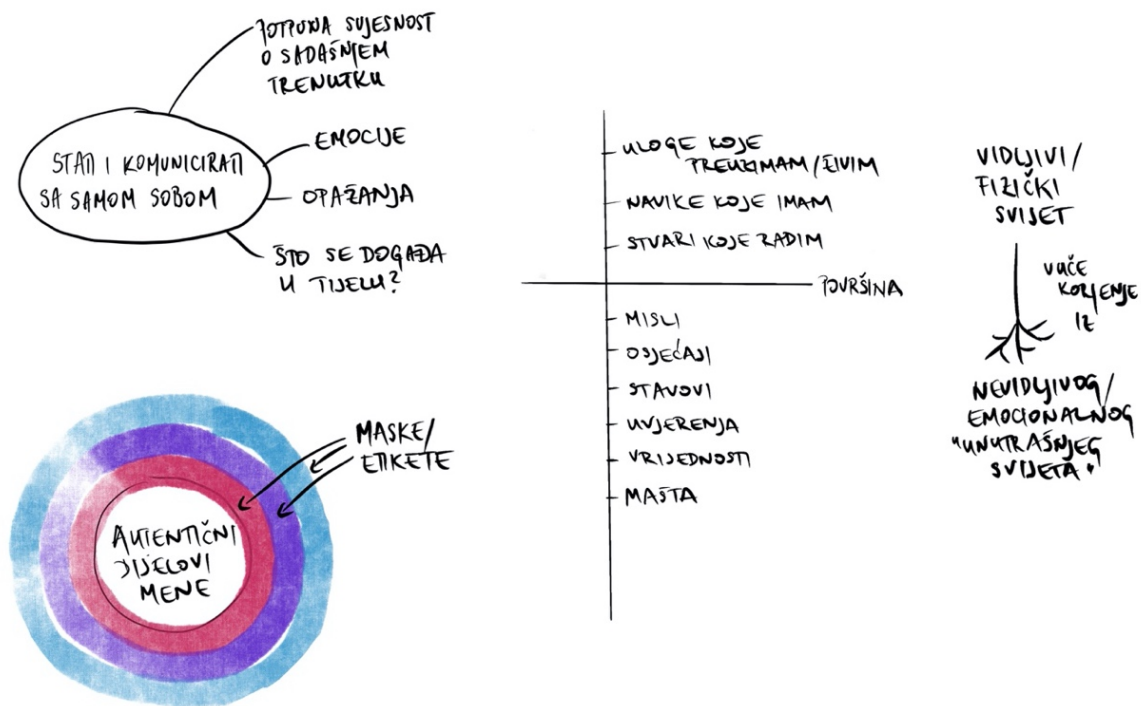 POTPUNA SVJESNOST
O SADAŠNJEM
TRENUTKU
STATI I KOMUNICIRATI
SA SAMOM SOBOM
EMOCIJE
OPAŽANJA
ŠTO SE DOGAĐA
U TIJELU?
MASKE/
ETIKETE
AUTENTIČNI
DIJELOVI
MENE
ULOGE KOJE
PREUZIMAM/ŽIVIM
NAVIKE KOJE IMAM
STVARI KOJE RADIM
POVRŠINA
MISLI
OSJEĆAJI
STAVOVI
UVJERENJA
VRIJEDNOSTI
MAŠTA
VIDLJIVI/
FIZIČKI
SVIJET
VUČE
KORJENJE
IZ
NEVIDLJIVOG/
EMOCIONALNOG
"UNUTRAŠNJEG
SVIJETA"